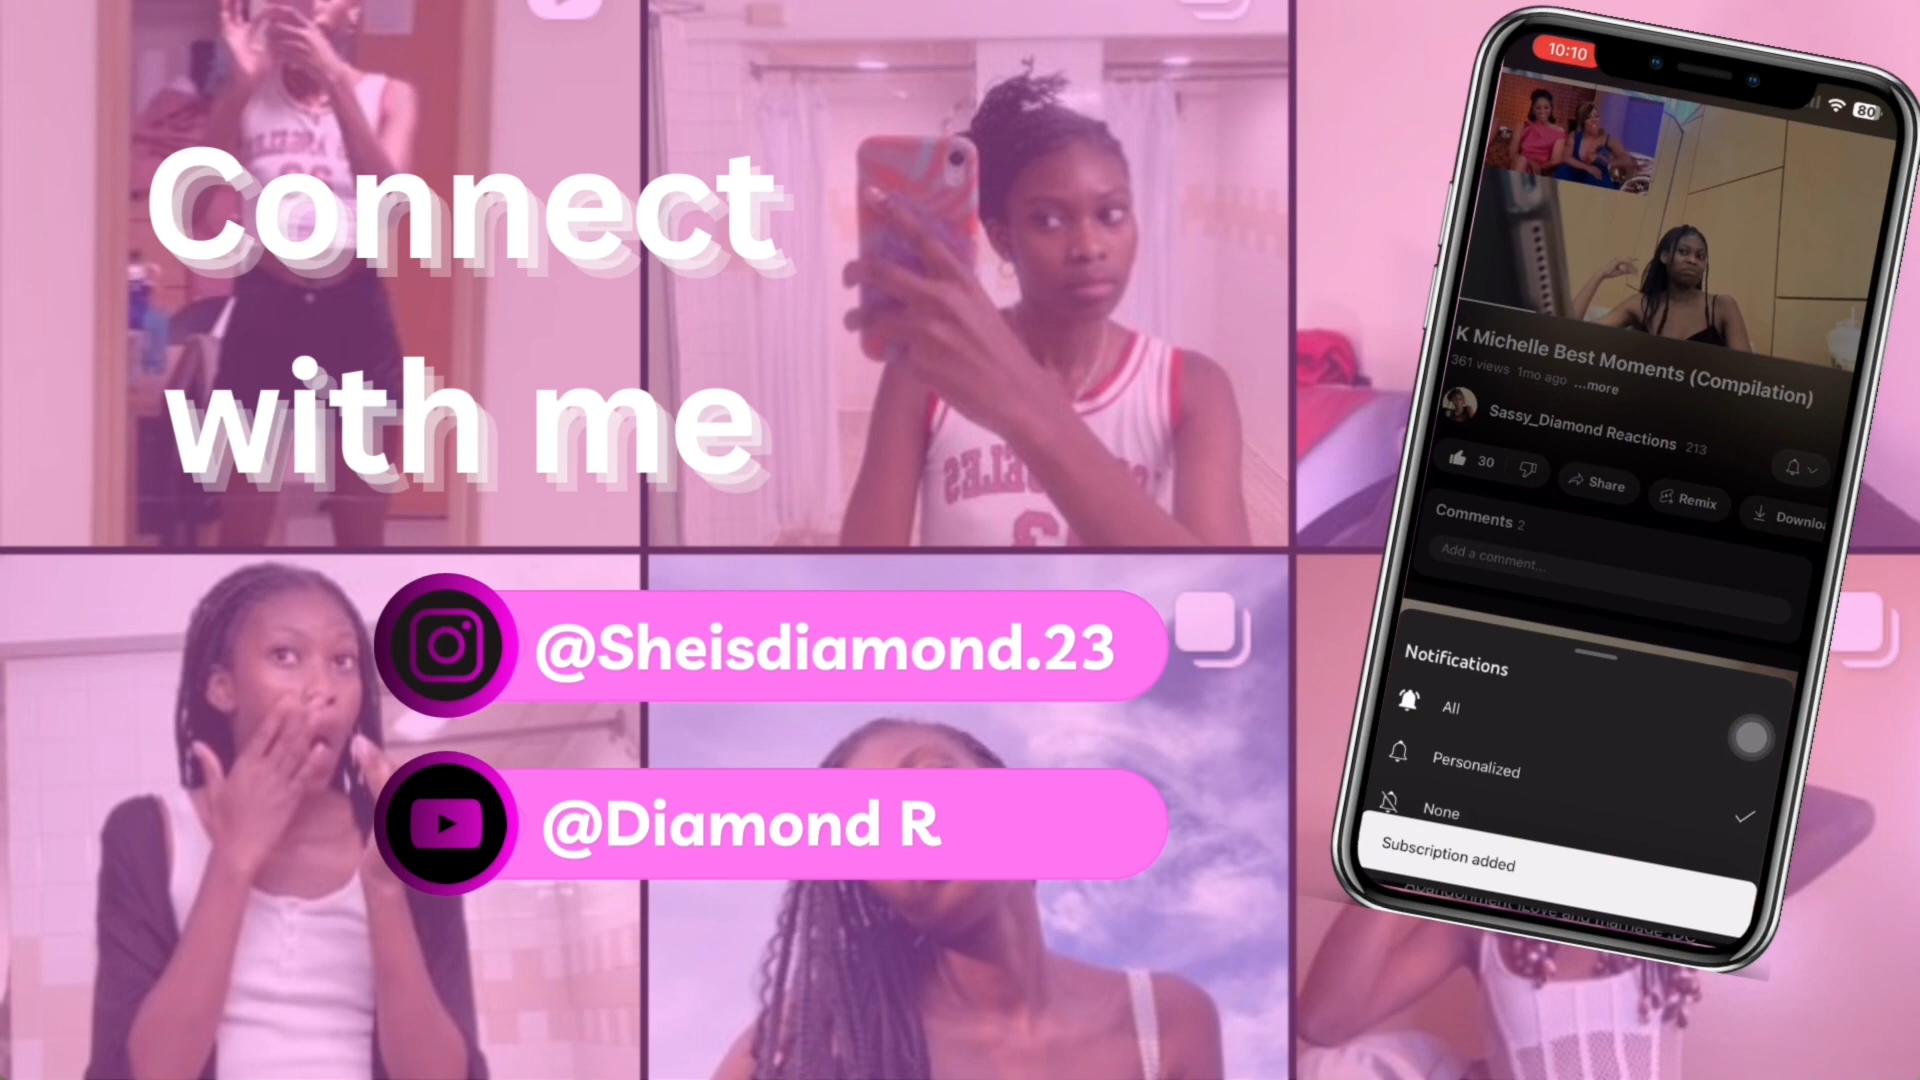 Connect
with me
@Sheisdiamond.23
@Diamond R
10:10
80
K Michelle Best Moments (Compilation)
361 views 1mo ago ...more
Sassy_Diamond Reactions 213
30 Share Remix
Comments 2
Add a comment...
Notifications
All
Personalized
None
Subscription added